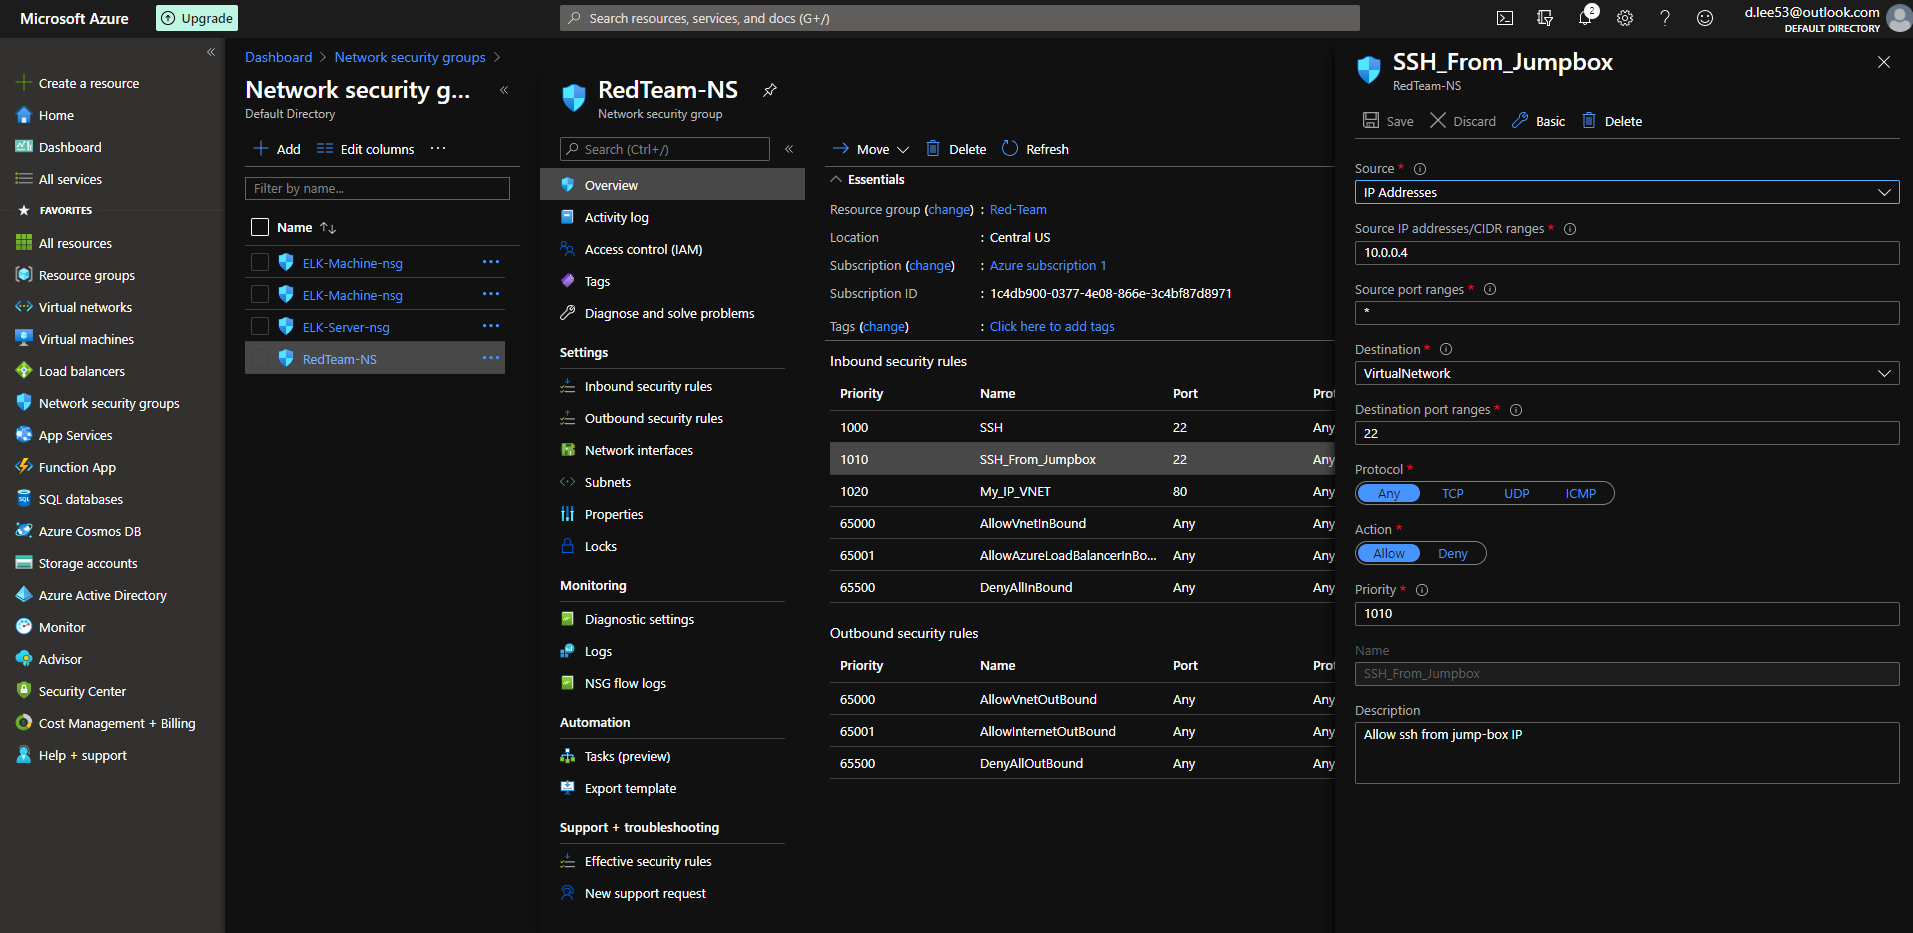 Microsoft Azure
Upgrade
Search resources, services, and docs (G+/)
2
d.lee53@outlook.com
DEFAULT DIRECTORY
«
Create a resource
Home
Dashboard
All services
FAVORITES
All resources
Resource groups
Virtual networks
Virtual machines
Load balancers
Network security groups
App Services
Function App
SQL databases
Azure Cosmos DB
Storage accounts
Azure Active Directory
Monitor
Advisor
Security Center
Cost Management + Billing
Help + support
Dashboard > Network security groups >
Network security g... «
Default Directory
Add Edit columns ···
Filter by name...
Name ↑↓
ELK-Machine-nsg ···
ELK-Machine-nsg ···
ELK-Server-nsg ···
RedTeam-NS ···
RedTeam-NS
Network security group
Search (Ctrl+/) «
Overview
Activity log
Access control (IAM)
Tags
Diagnose and solve problems
Settings
Inbound security rules
Outbound security rules
Network interfaces
Subnets
Properties
Locks
Monitoring
Diagnostic settings
Logs
NSG flow logs
Automation
Tasks (preview)
Export template
Support + troubleshooting
Effective security rules
New support request
Move Delete Refresh
Essentials
Resource group (change) : Red-Team
Location : Central US
Subscription (change) : Azure subscription 1
Subscription ID : 1c4db900-0377-4e08-866e-3c4bf87d8971
Tags (change) : Click here to add tags
Inbound security rules
Priority Name Port Prot
1000 SSH 22 Any
1010 SSH_From_Jumpbox 22 Any
1020 My_IP_VNET 80 Any
65000 AllowVnetInBound Any Any
65001 AllowAzureLoadBalancerInBo... Any Any
65500 DenyAllInBound Any Any
Outbound security rules
Priority Name Port Prot
65000 AllowVnetOutBound Any Any
65001 AllowInternetOutBound Any Any
65500 DenyAllOutBound Any Any
SSH_From_Jumpbox
RedTeam-NS
Save Discard Basic Delete
Source *
IP Addresses
Source IP addresses/CIDR ranges *
10.0.0.4
Source port ranges *
*
Destination *
VirtualNetwork
Destination port ranges *
22
Protocol *
Any TCP UDP ICMP
Action *
Allow Deny
Priority *
1010
Name
SSH_From_Jumpbox
Description
Allow ssh from jump-box IP